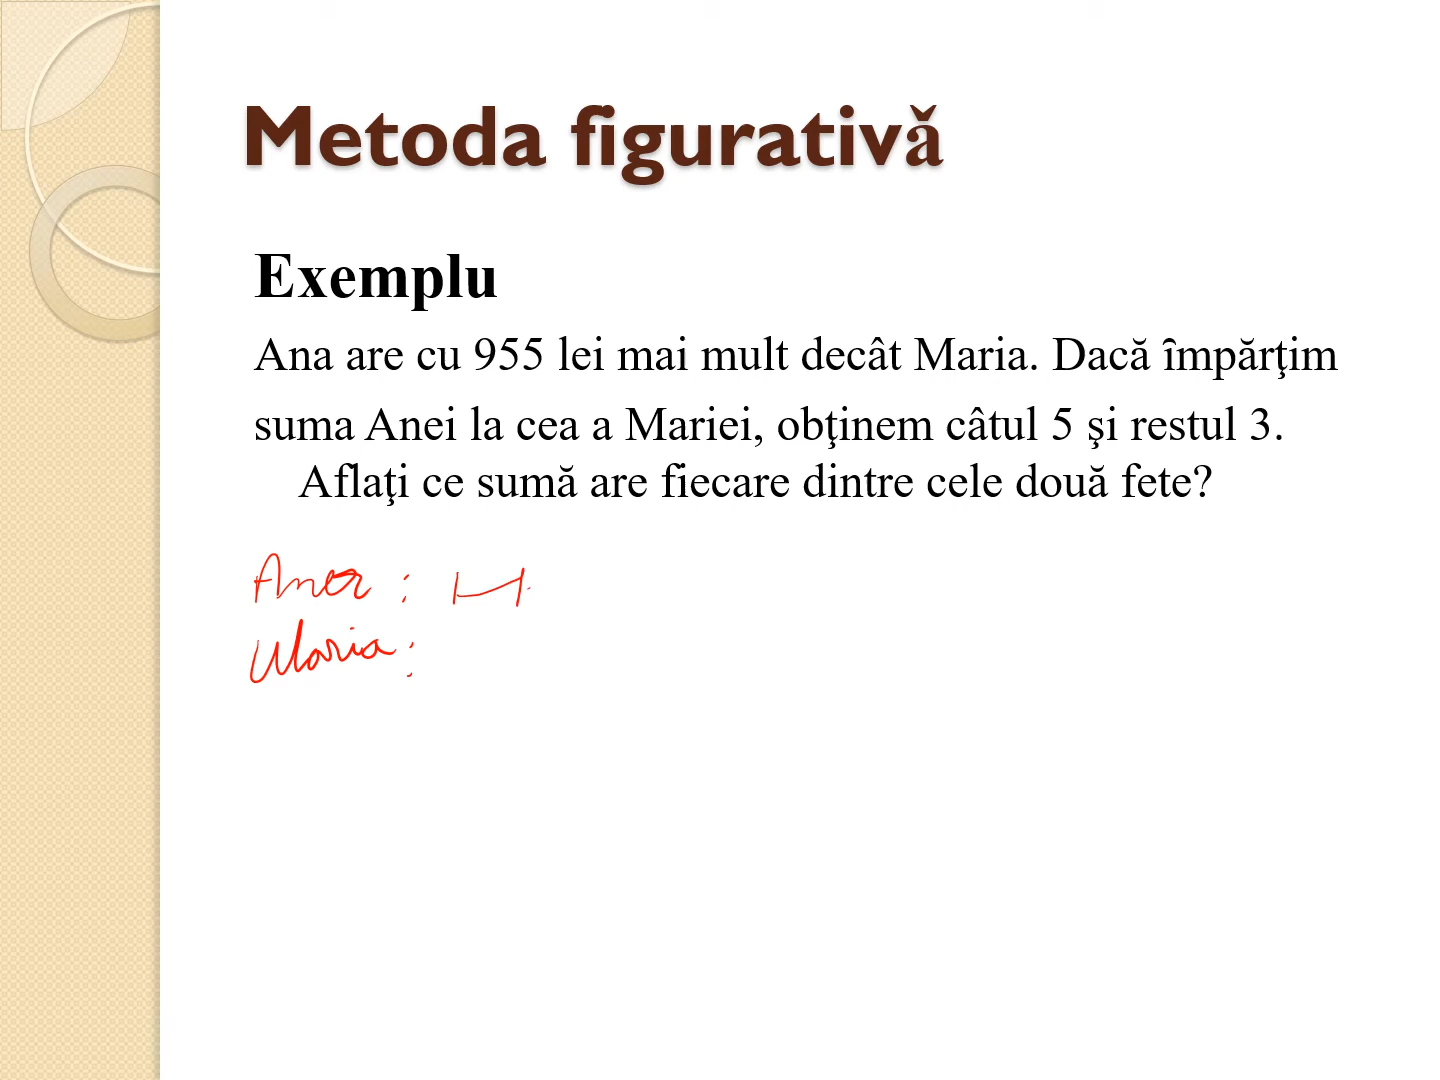 Metoda figurativǎ
Exemplu
Ana are cu 955 lei mai mult decât Maria. Dacă împărţim
suma Anei la cea a Mariei, obţinem câtul 5 şi restul 3.
Aflaţi ce sumă are fiecare dintre cele două fete?
Ana :
Maria :